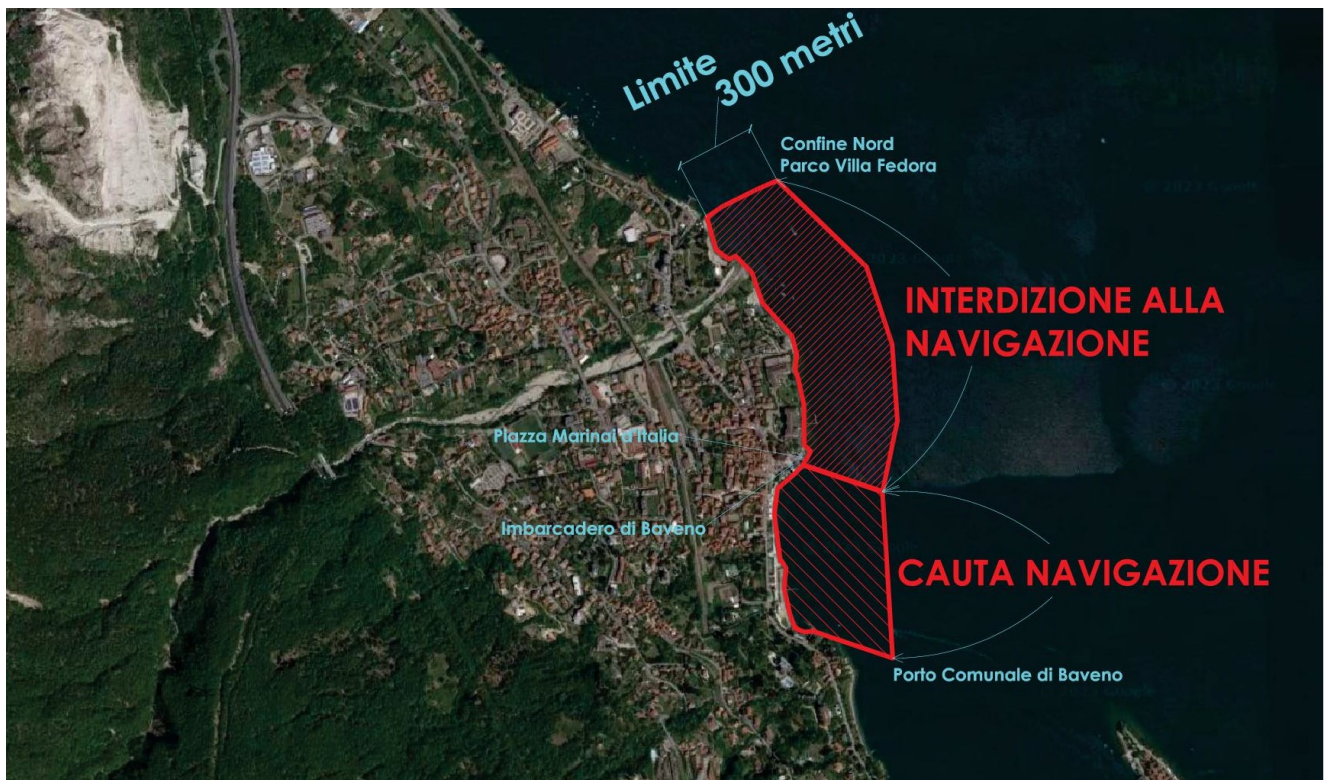 Limite
300 metri
Confine Nord
Parco Villa Fedora
INTERDIZIONE ALLA
NAVIGAZIONE
Piazza Marinai d'Italia
Imbarcadero di Baveno
CAUTA NAVIGAZIONE
Porto Comunale di Baveno